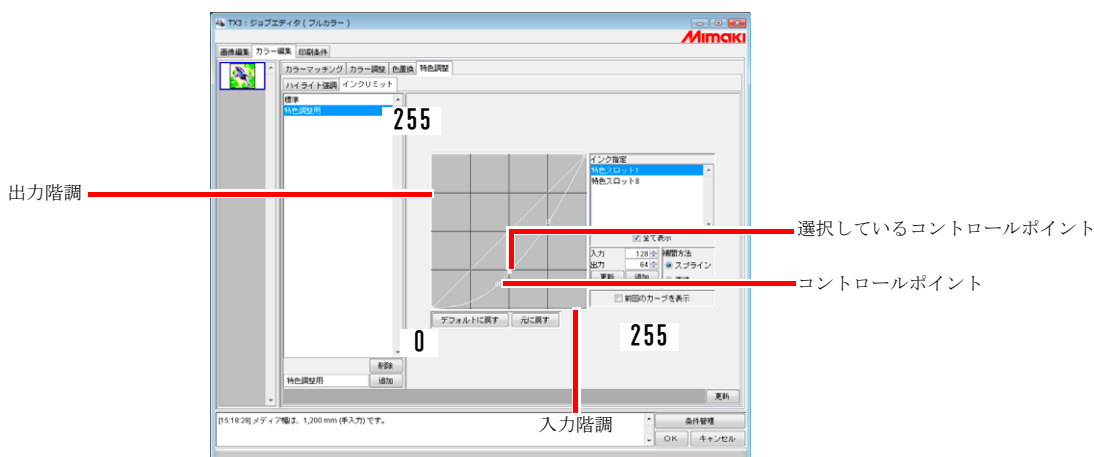 TX3 : ジョブエディタ ( フルカラー )
Mimaki
画像編集 カラー編集 印刷条件
カラーマッチング カラー調整 色置換 特色調整
ハイライト強調 インクリミット
標準
特色調整用
255
インク指定
特色スロット1
特色スロット8
出力階調
選択しているコントロールポイント
全て表示
入力 128 補間方法
出力 64 スプライン
更新 追加
コントロールポイント
前回のカーブを表示
デフォルトに戻す 元に戻す
0
255
削除
特色調整用 追加
更新
[15:18:28] メディア幅は、1,200 mm (手入力) です。
入力階調
条件管理
OK キャンセル